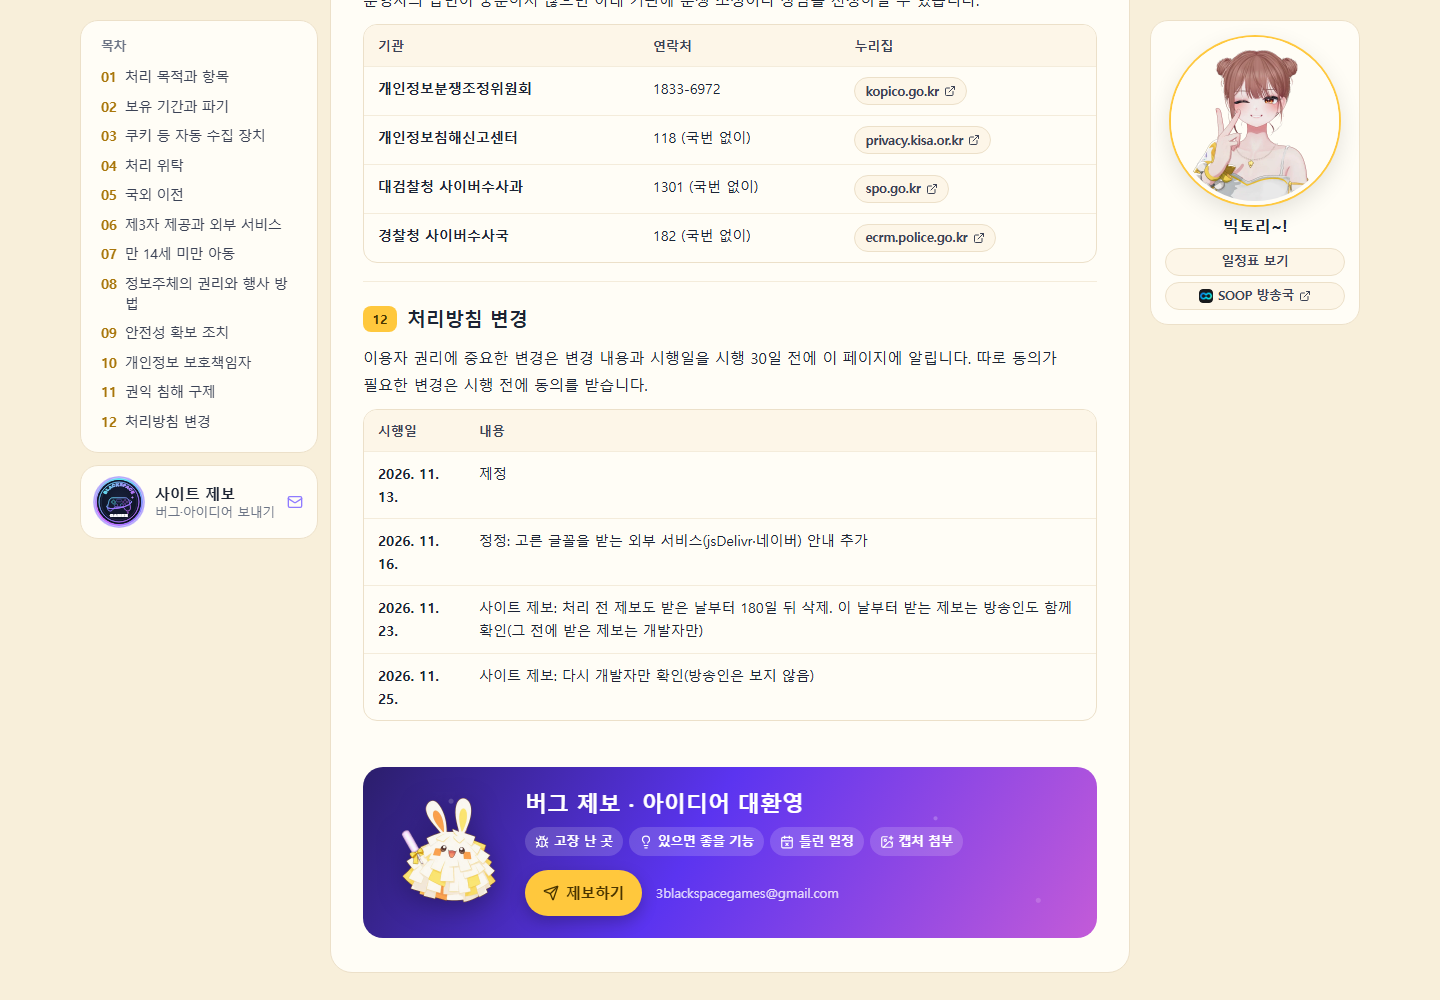 목차
01 처리 목적과 항목
02 보유 기간과 파기
03 쿠키 등 자동 수집 장치
04 처리 위탁
05 국외 이전
06 제3자 제공과 외부 서비스
07 만 14세 미만 아동
08 정보주체의 권리와 행사 방
법
09 안전성 확보 조치
10 개인정보 보호책임자
11 권익 침해 구제
12 처리방침 변경
사이트 제보
버그·아이디어 보내기
기관 연락처 누리집
개인정보분쟁조정위원회 1833-6972 kopico.go.kr
개인정보침해신고센터 118 (국번 없이) privacy.kisa.or.kr
대검찰청 사이버수사과 1301 (국번 없이) spo.go.kr
경찰청 사이버수사국 182 (국번 없이) ecrm.police.go.kr
12 처리방침 변경
이용자 권리에 중요한 변경은 변경 내용과 시행일을 시행 30일 전에 이 페이지에 알립니다. 따로 동의가
필요한 변경은 시행 전에 동의를 받습니다.
시행일 내용
2026. 11. 제정
13.
2026. 11. 정정: 고른 글꼴을 받는 외부 서비스(jsDelivr·네이버) 안내 추가
16.
2026. 11. 사이트 제보: 처리 전 제보도 받은 날부터 180일 뒤 삭제. 이 날부터 받는 제보는 방송인도 함께
23. 확인(그 전에 받은 제보는 개발자만)
2026. 11. 사이트 제보: 다시 개발자만 확인(방송인은 보지 않음)
25.
버그 제보 · 아이디어 대환영
고장 난 곳 있으면 좋을 기능 틀린 일정 캡처 첨부
제보하기 3blackspacegames@gmail.com
빅토리~!
일정표 보기
SOOP 방송국